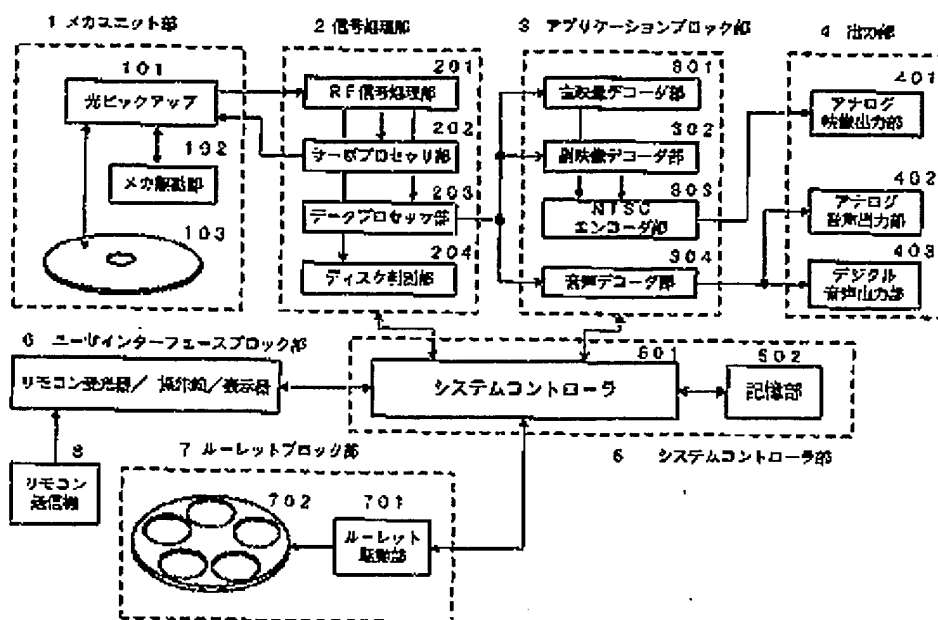 1 メカユニット部
2 信号処理部
3 アプリケーションブロック部
4 出力部
101
光ピックアップ
102
メカ駆動部
103
201
RF信号処理部
202
サーボプロセッサ部
203
データプロセッサ部
204
ディスク判別部
301
主映像デコーダ部
302
副映像デコーダ部
303
NTSC
エンコーダ部
304
音声デコーダ部
401
アナログ
映像出力部
402
アナログ
音声出力部
403
デジタル
音声出力部
6 ユーザインターフェースブロック部
リモコン受光器/操作部/表示器
8
リモコン
送信機
501
システムコントローラ
502
記憶部
5 システムコントローラ部
7 ルーレットブロック部
702
701
ルーレット
駆動部